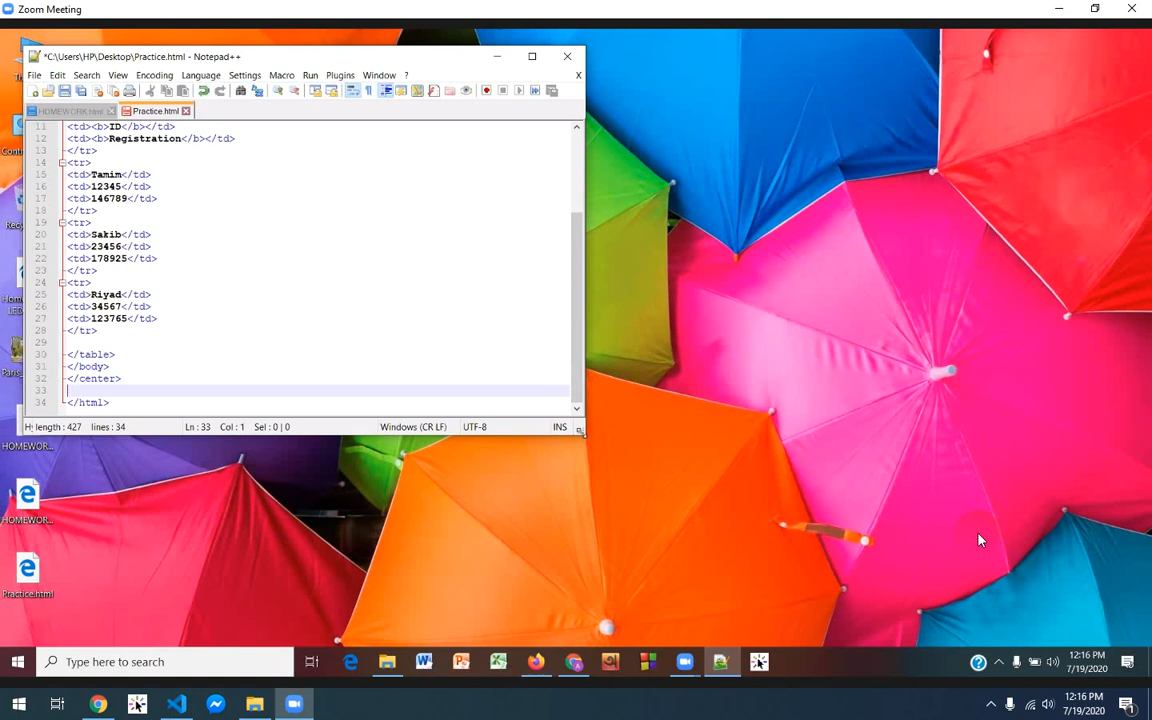 Zoom Meeting
*C:\Users\HP\Desktop\Practice.html - Notepad++
File Edit Search View Encoding Language Settings Macro Run Plugins Window ? X
HOMEWORK.html Practice.html
11 <td><b>ID</b></td>
12 <td><b>Registration</b></td>
13 </tr>
14 <tr>
15 <td>Tamim</td>
16 <td>12345</td>
17 <td>146789</td>
18 </tr>
19 <tr>
20 <td>Sakib</td>
21 <td>23456</td>
22 <td>178925</td>
23 </tr>
24 <tr>
25 <td>Riyad</td>
26 <td>34567</td>
27 <td>123765</td>
28 </tr>
29
30 </table>
31 </body>
32 </center>
33
34 </html>
length : 427 lines : 34 Ln : 33 Col : 1 Sel : 0 | 0 Windows (CR LF) UTF-8 INS
HOMEWOR...
HOMEWOR...
Practice.html
Type here to search
12:16 PM
7/19/2020
12:16 PM
7/19/2020
1